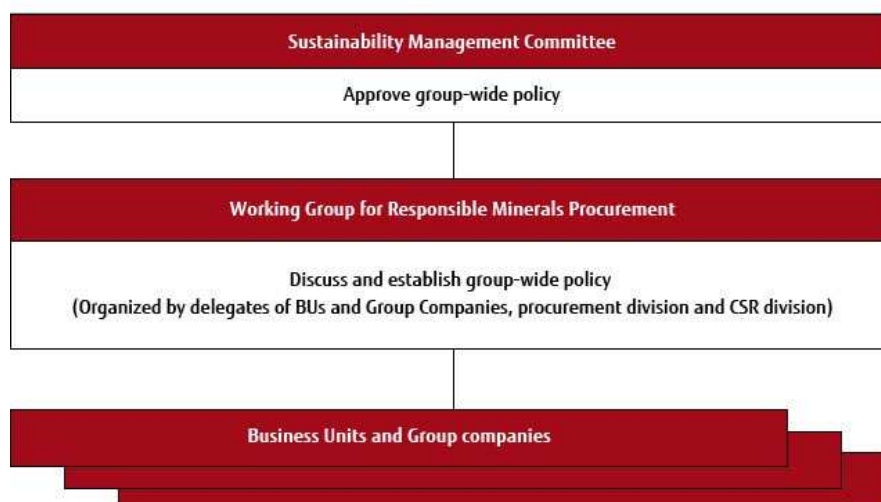 Sustainability Management Committee
Approve group-wide policy
Working Group for Responsible Minerals Procurement
Discuss and establish group-wide policy
(Organized by delegates of BUs and Group Companies, procurement division and CSR division)
Business Units and Group companies